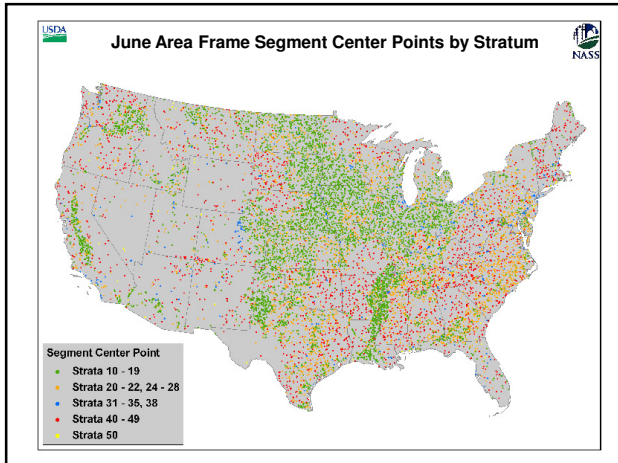 USDA
June Area Frame Segment Center Points by Stratum
NASS
Segment Center Point
Strata 10 - 19
Strata 20 - 22, 24 - 28
Strata 31 - 35, 38
Strata 40 - 49
Strata 50